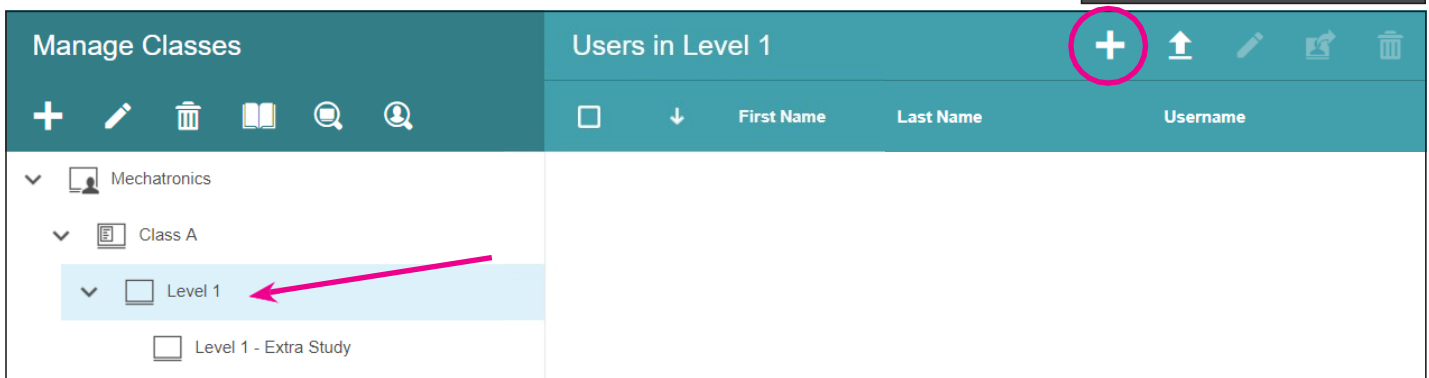 Manage Classes
Users in Level 1
First Name
Last Name
Username
Mechatronics
Class A
Level 1
Level 1 - Extra Study